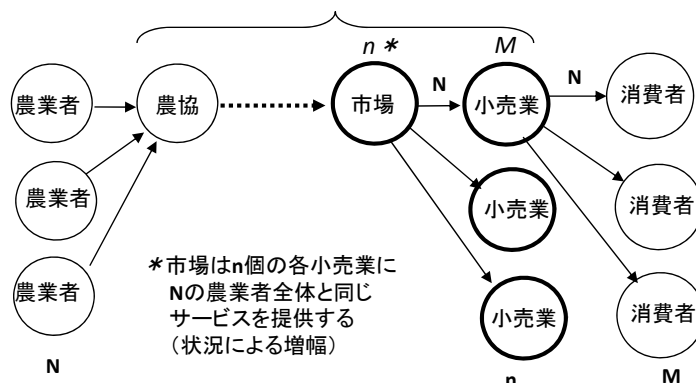 n * M
農業者 農協 市場 N 小売業 N 消費者
農業者 小売業 消費者
農業者 小売業 消費者
*市場はn個の各小売業に
Nの農業者全体と同じ
サービスを提供する
(状況による増幅)
N n M